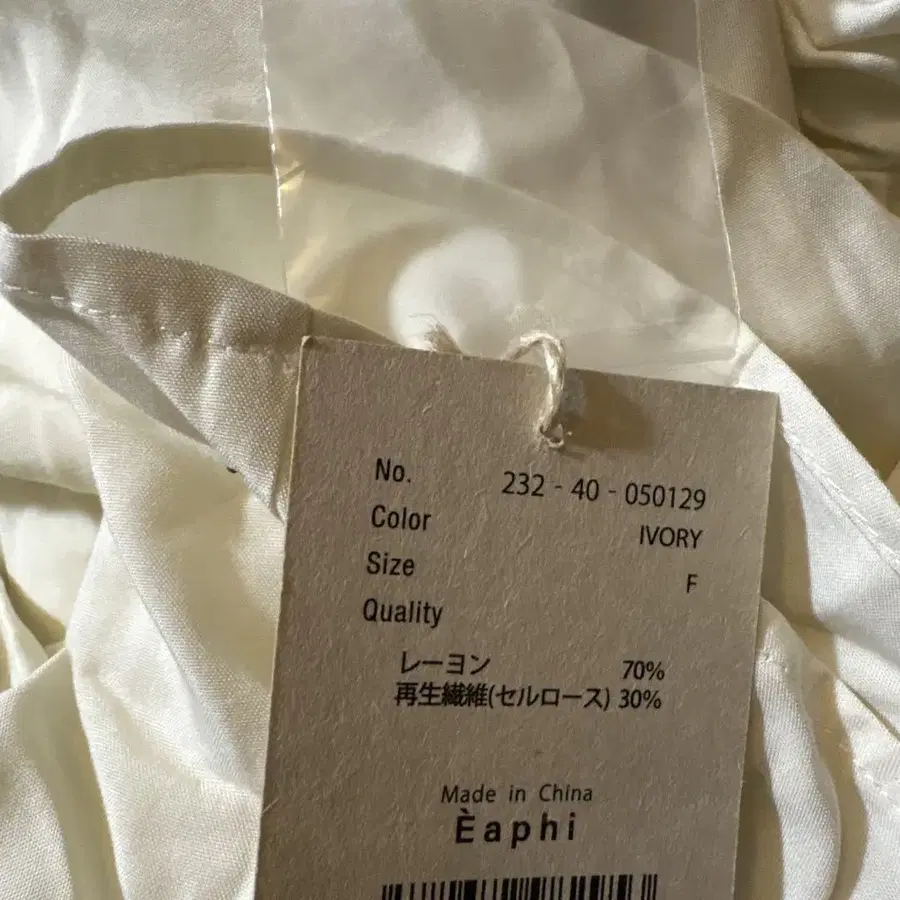 No. 232 - 40 - 050129
Color IVORY
Size F
Quality
レーヨン 70%
再生繊維(セルロース) 30%
Made in China
Èaphi